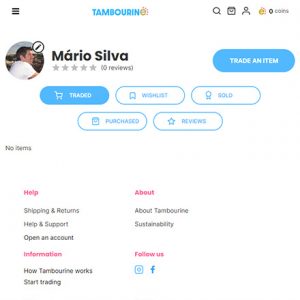 TAMBOURINE
0 coins
Mário Silva
(0 reviews)
TRADE AN ITEM
TRADED
WISHLIST
SOLD
PURCHASED
REVIEWS
No items
Help
About
Shipping & Returns
About Tambourine
Help & Support
Sustainability
Open an account
Information
Follow us
How Tambourine works
Start trading